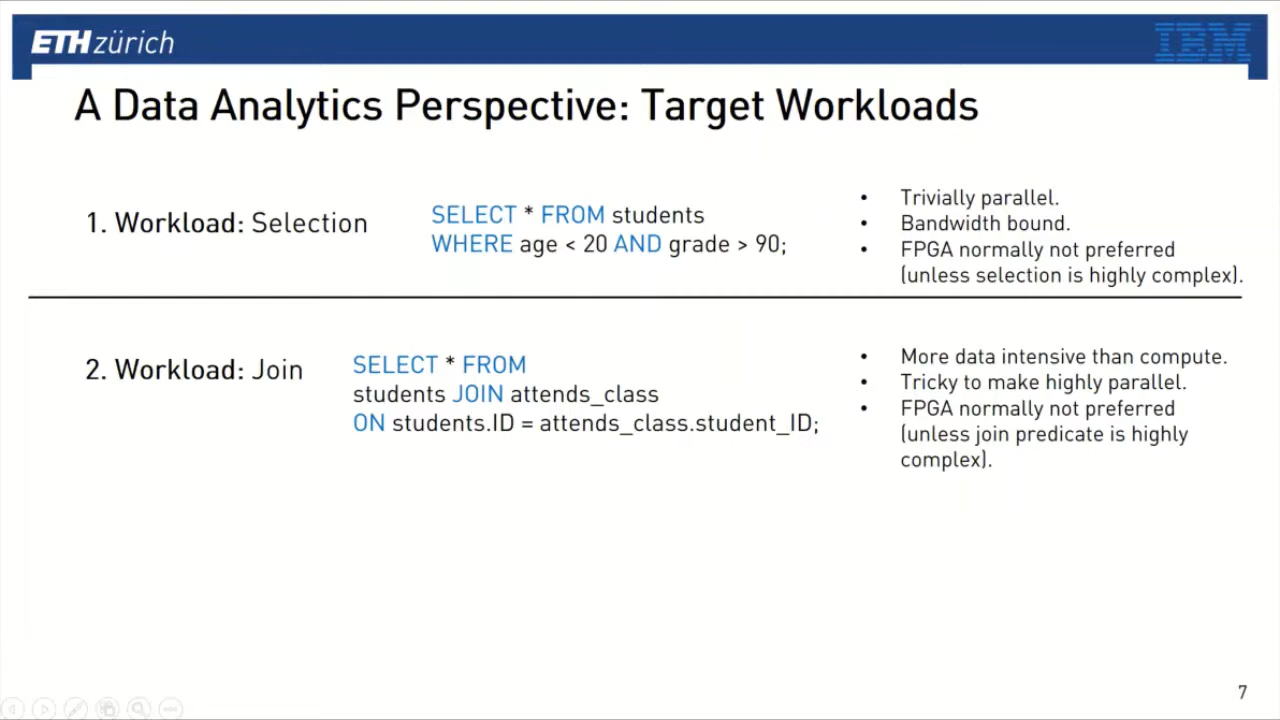 ETH zürich
IBM
A Data Analytics Perspective: Target Workloads
1. Workload: Selection
SELECT * FROM students
WHERE age < 20 AND grade > 90;
• Trivially parallel.
• Bandwidth bound.
• FPGA normally not preferred
(unless selection is highly complex).
2. Workload: Join
SELECT * FROM
students JOIN attends_class
ON students.ID = attends_class.student_ID;
• More data intensive than compute.
• Tricky to make highly parallel.
• FPGA normally not preferred
(unless join predicate is highly
complex).
7